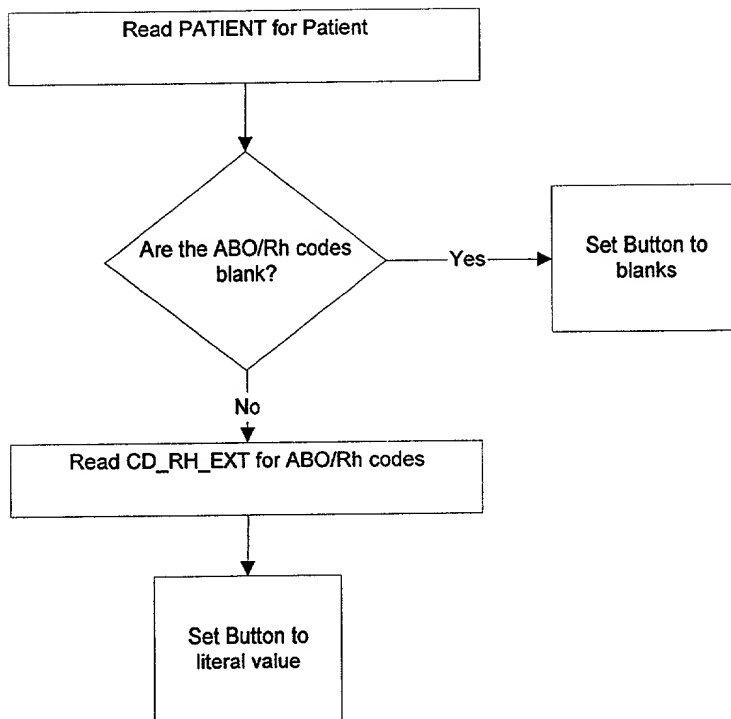 Read PATIENT for Patient
Are the ABO/Rh codes
blank?
Yes
Set Button to
blanks
No
Read CD_RH_EXT for ABO/Rh codes
Set Button to
literal value